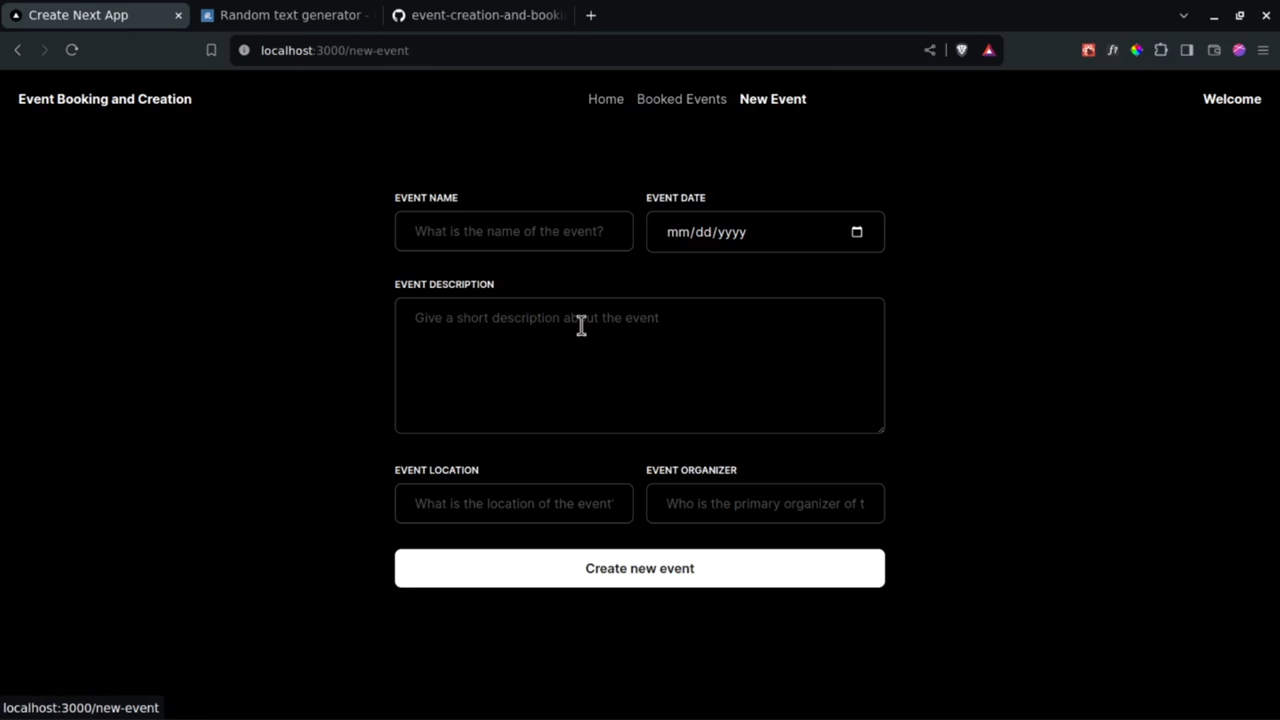 Create Next App
Random text generator -
event-creation-and-booki
localhost:3000/new-event
Event Booking and Creation
Home Booked Events New Event
Welcome
EVENT NAME
EVENT DATE
What is the name of the event?
mm/dd/yyyy
EVENT DESCRIPTION
Give a short description about the event
EVENT LOCATION
EVENT ORGANIZER
What is the location of the event
Who is the primary organizer of t
Create new event
localhost:3000/new-event